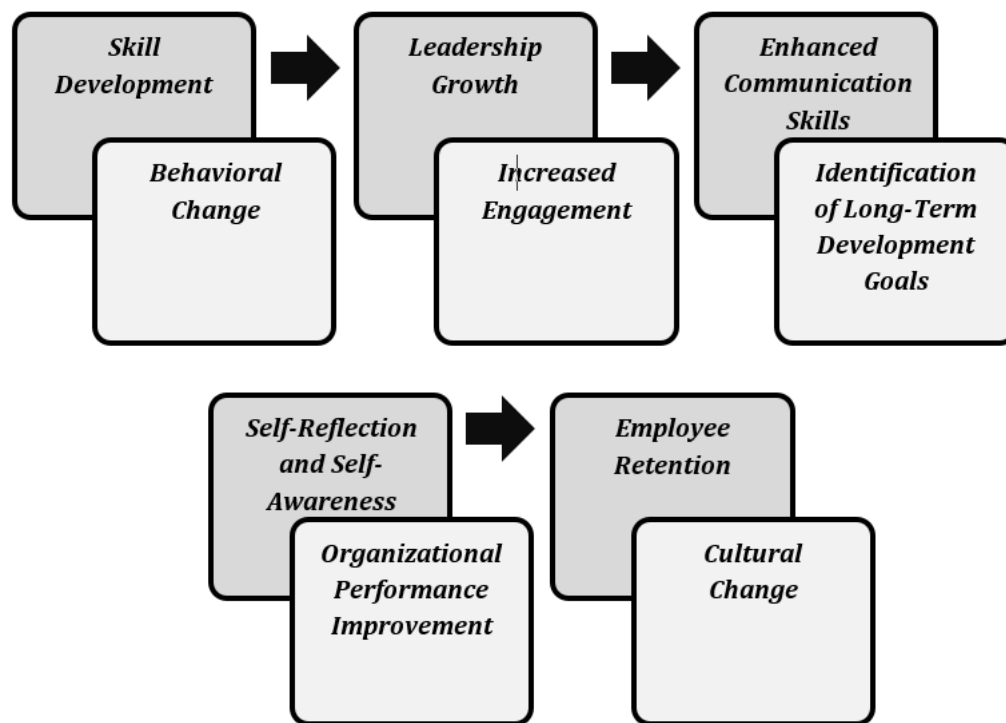 Skill
Development
Behavioral
Change
Leadership
Growth
Increased
Engagement
Enhanced
Communication
Skills
Identification
of Long-Term
Development
Goals
Self-Reflection
and Self-
Awareness
Organizational
Performance
Improvement
Employee
Retention
Cultural
Change